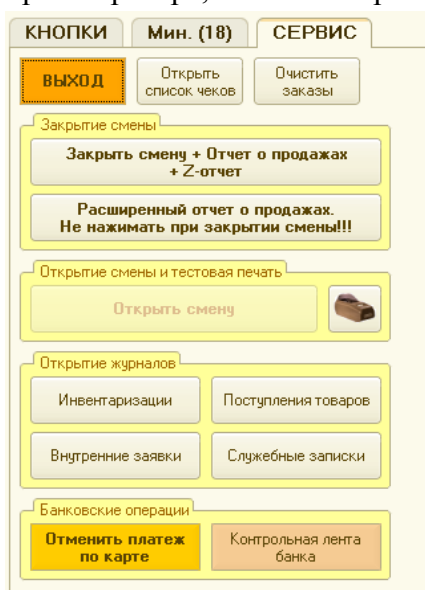 КНОПКИ Мин. (18) СЕРВИС
ВЫХОД
Открыть
список чеков
Очистить
заказы
Закрытие смены
Закрыть смену + Отчет о продажах
+ Z-отчет
Расширенный отчет о продажах.
Не нажимать при закрытии смены!!!
Открытие смены и тестовая печать
Открыть смену
Открытие журналов
Инвентаризации
Поступления товаров
Внутренние заявки
Служебные записки
Банковские операции
Отменить платеж
по карте
Контрольная лента
банка